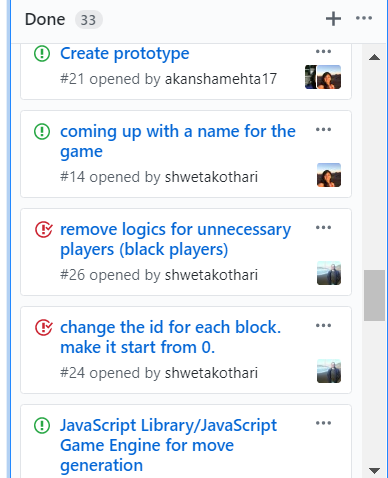 Done 33
Create prototype
#21 opened by akanshamehta17
coming up with a name for the
game
#14 opened by shwetakothari
remove logics for unnecessary
players (black players)
#26 opened by shwetakothari
change the id for each block.
make it start from 0.
#24 opened by shwetakothari
JavaScript Library/JavaScript
Game Engine for move
generation